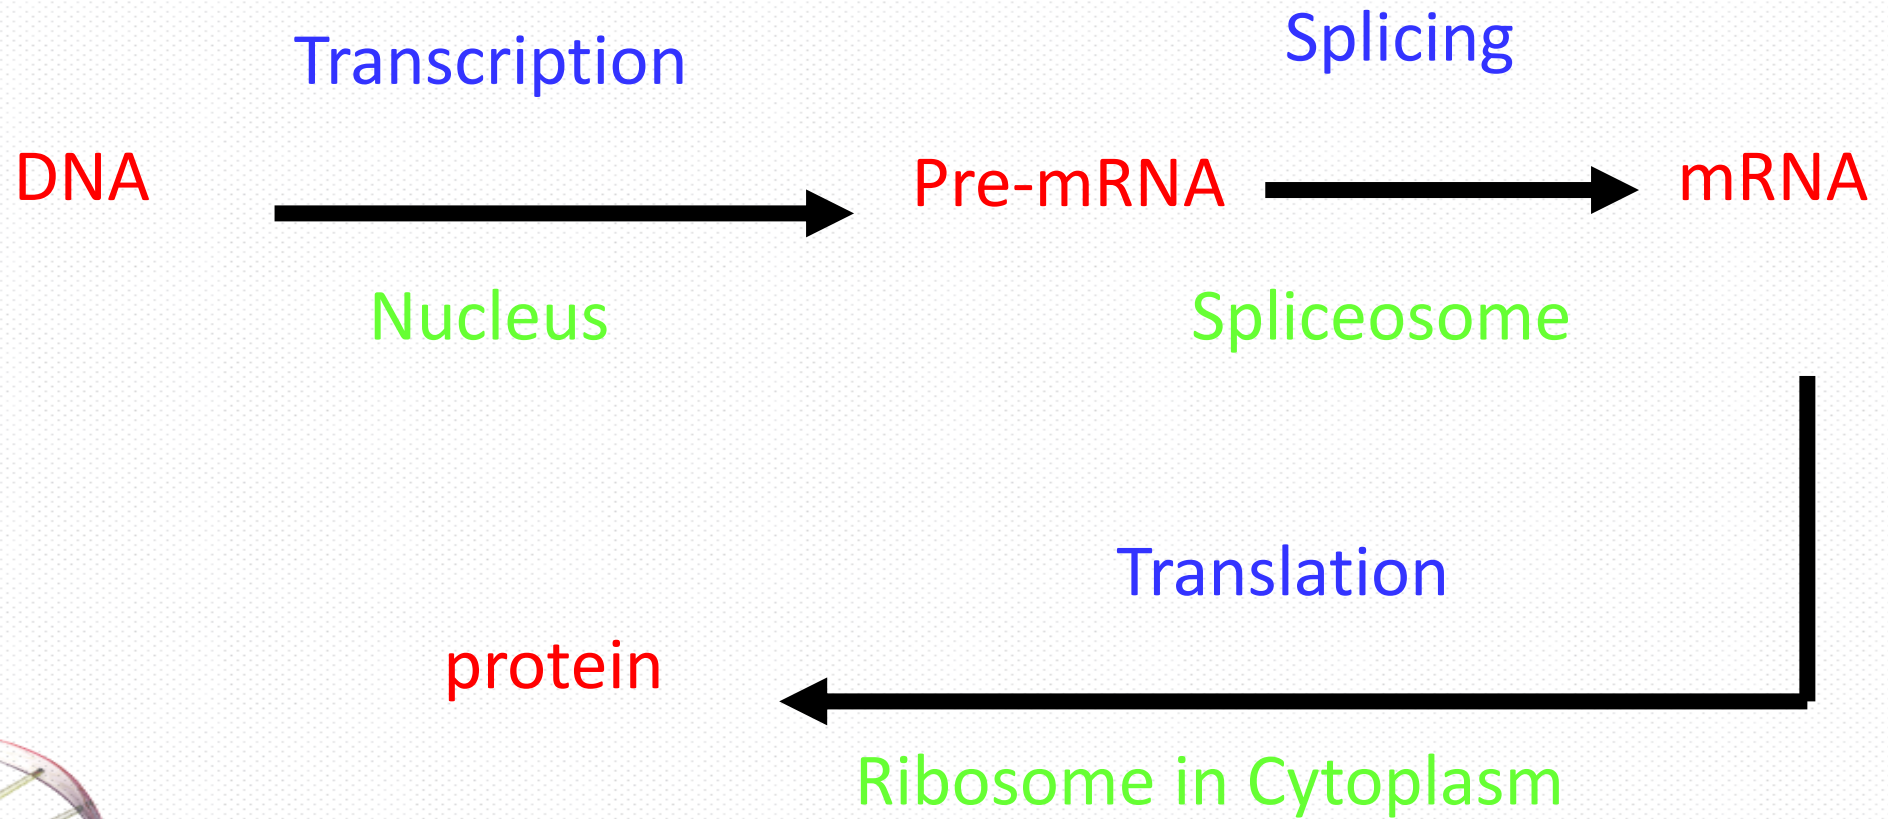 Transcription
Splicing
DNA
Pre-mRNA
mRNA
Nucleus
Spliceosome
Translation
protein
Ribosome in Cytoplasm